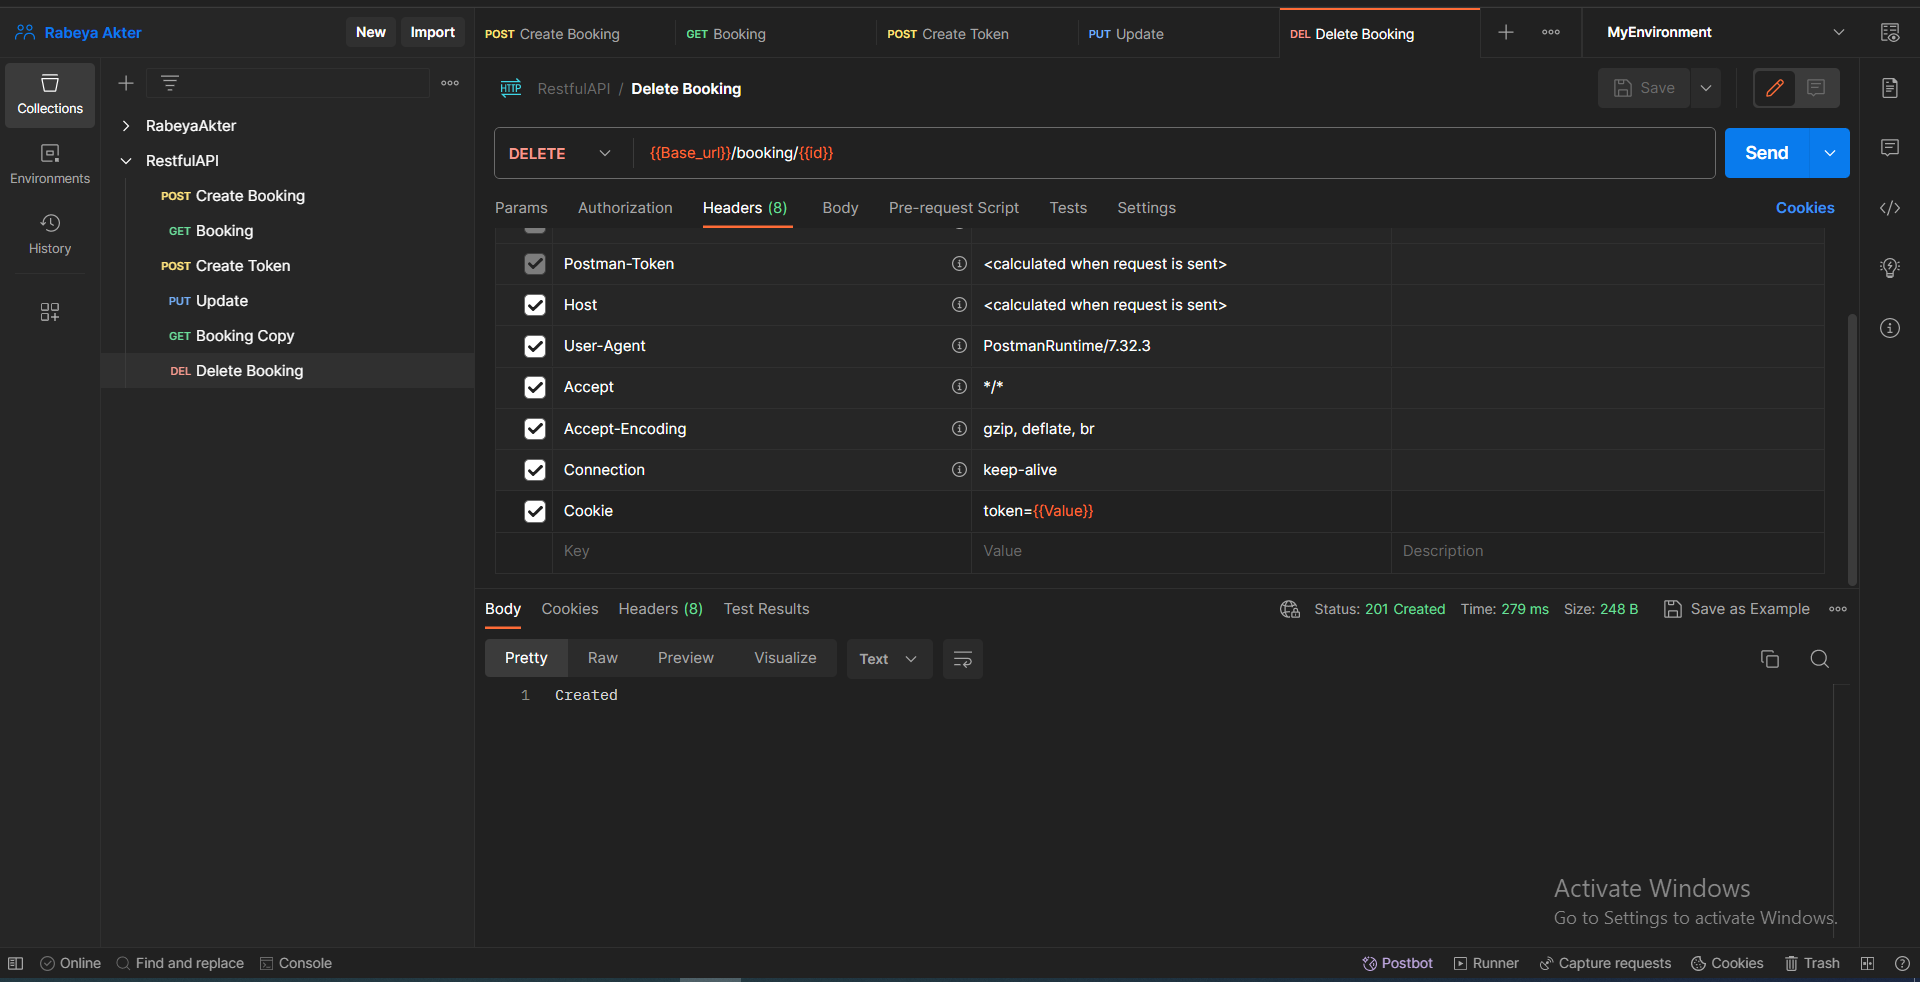 Rabeya Akter
New
Import
POST Create Booking
GET Booking
POST Create Token
PUT Update
DEL Delete Booking
MyEnvironment
Collections
Environments
History
RabeyaAkter
RestfulAPI
POST Create Booking
GET Booking
POST Create Token
PUT Update
GET Booking Copy
DEL Delete Booking
HTTP
RestfulAPI / Delete Booking
Save
DELETE
{{Base_url}}/booking/{{id}}
Send
Params
Authorization
Headers (8)
Body
Pre-request Script
Tests
Settings
Cookies
Postman-Token
<calculated when request is sent>
Host
<calculated when request is sent>
User-Agent
PostmanRuntime/7.32.3
Accept
*/*
Accept-Encoding
gzip, deflate, br
Connection
keep-alive
Cookie
token={{Value}}
Key
Value
Description
Body
Cookies
Headers (8)
Test Results
Status: 201 Created
Time: 279 ms
Size: 248 B
Save as Example
Pretty
Raw
Preview
Visualize
Text
1
Created
Activate Windows
Go to Settings to activate Windows.
Online
Find and replace
Console
Postbot
Runner
Capture requests
Cookies
Trash